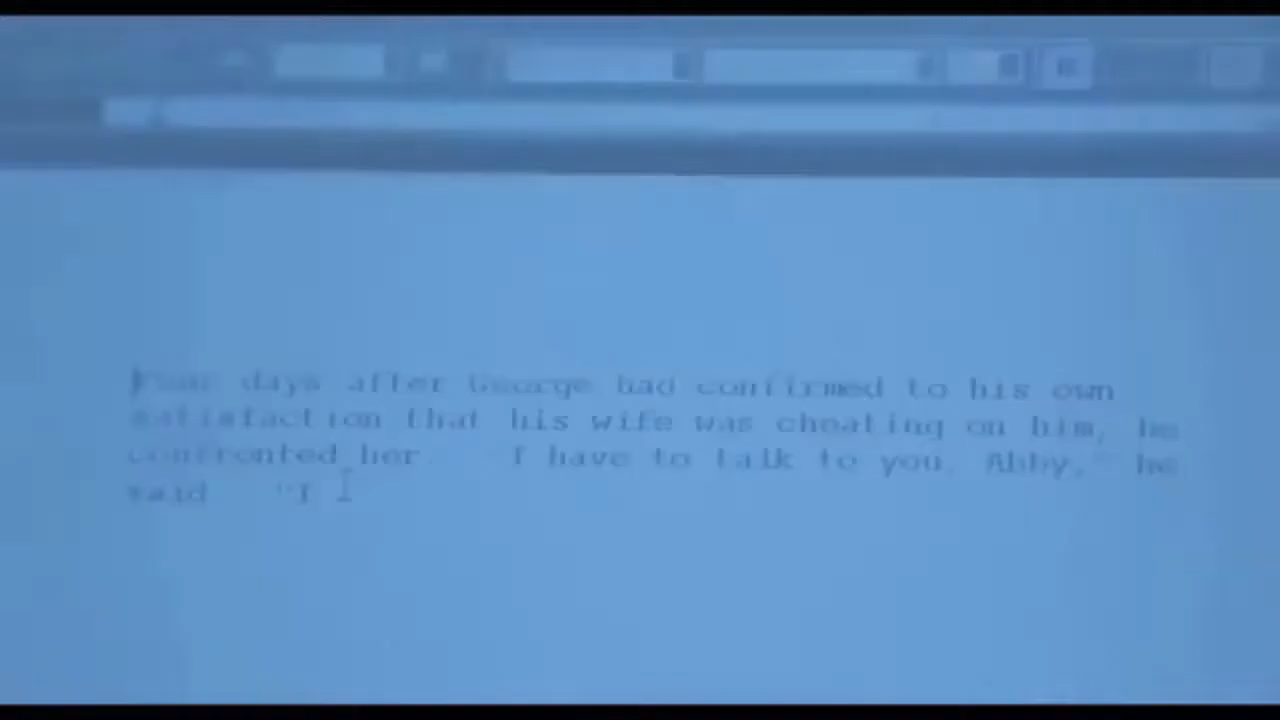 Four days after George had confirmed to his own
satisfaction that his wife was cheating on him, he
confronted her. "I have to talk to you, Abby," he
said. "I